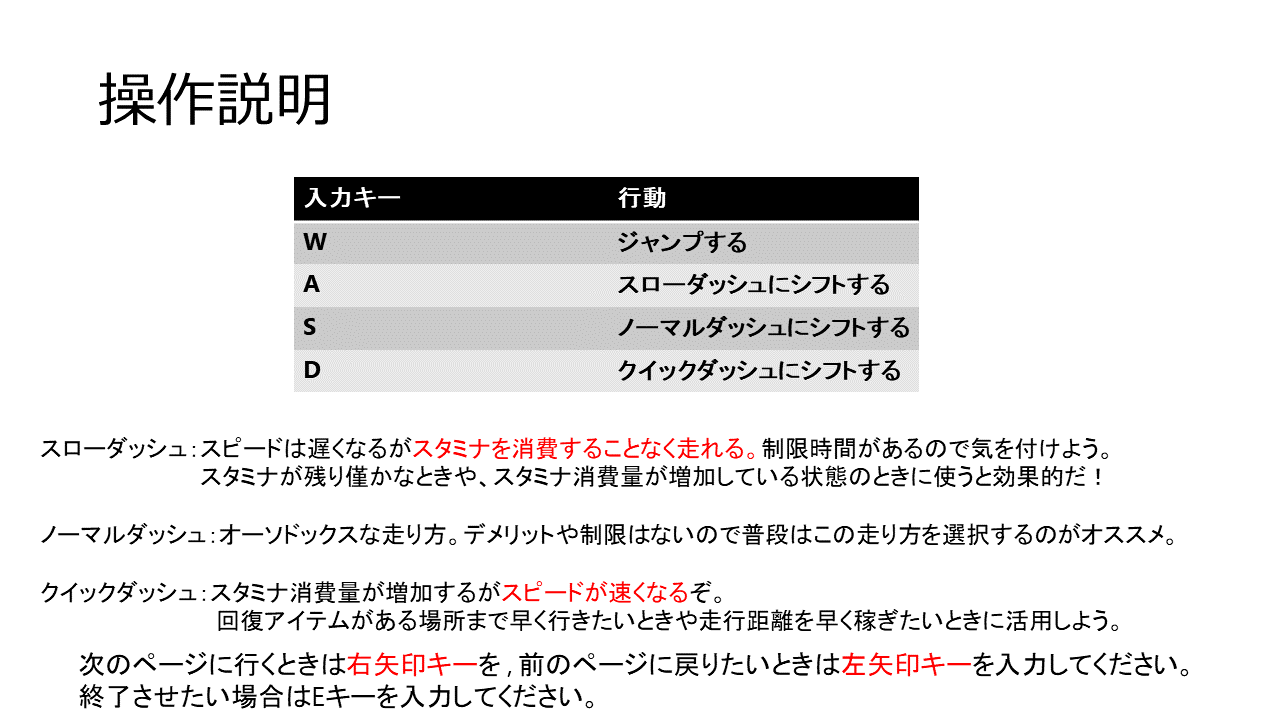 操作説明
入力キー 行動
W ジャンプする
A スローダッシュにシフトする
S ノーマルダッシュにシフトする
D クイックダッシュにシフトする
スローダッシュ：スピードは遅くなるがスタミナを消費することなく走れる。制限時間があるので気を付けよう。
スタミナが残り僅かなときや、スタミナ消費量が増加している状態のときに使うと効果的だ！
ノーマルダッシュ：オーソドックスな走り方。デメリットや制限はないので普段はこの走り方を選択するのがオススメ。
クイックダッシュ：スタミナ消費量が増加するがスピードが速くなるぞ。
回復アイテムがある場所まで早く行きたいときや走行距離を早く稼ぎたいときに活用しよう。
次のページに行くときは右矢印キーを,前のページに戻りたいときは左矢印キーを入力してください。
終了させたい場合はEキーを入力してください。